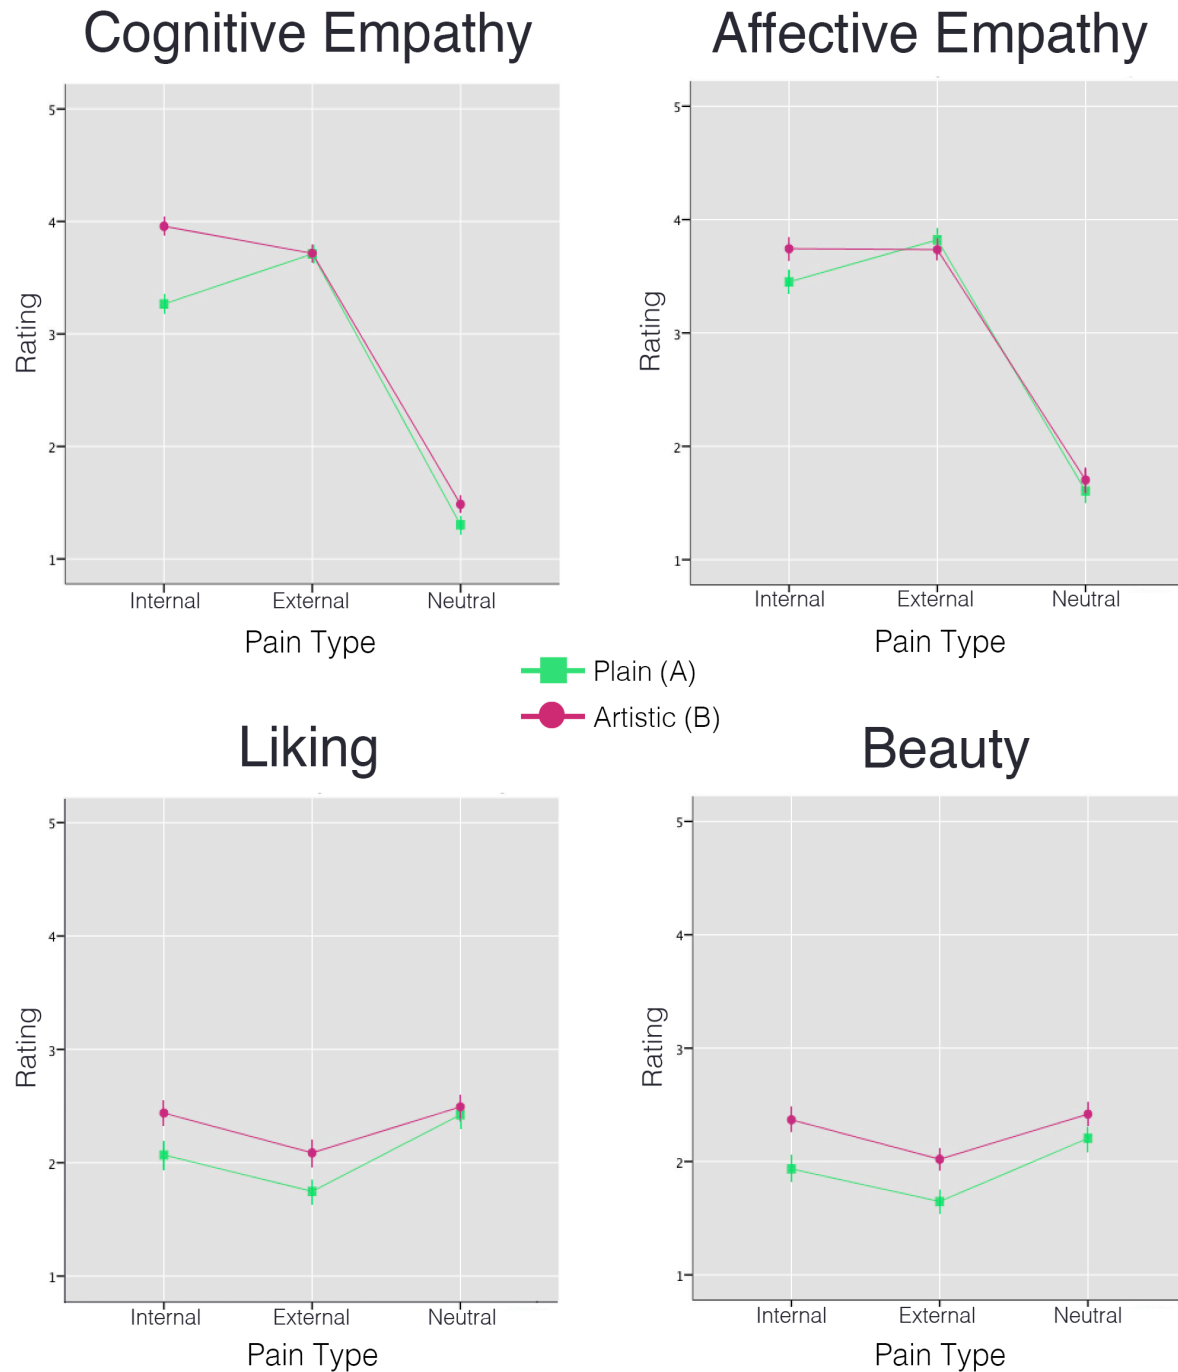 Cognitive Empathy
Affective Empathy
5
4
3
2
1
Rating
Internal External Neutral
Pain Type
5
4
3
2
1
Rating
Internal External Neutral
Pain Type
Plain (A)
Artistic (B)
Liking
Beauty
5
4
3
2
1
Rating
Internal External Neutral
Pain Type
5
4
3
2
1
Rating
Internal External Neutral
Pain Type